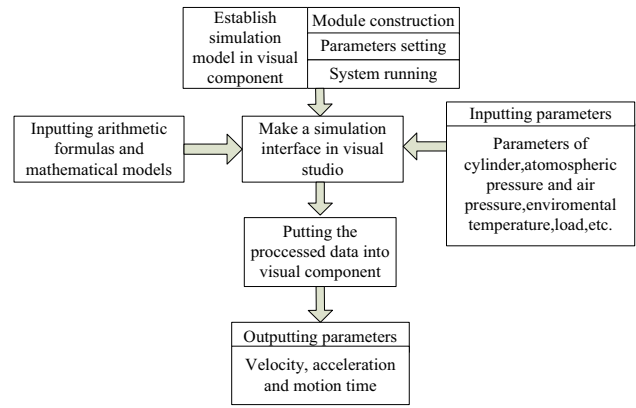 Establish
simulation
model in visual
component
Module construction
Parameters setting
System running
Inputting arithmetic
formulas and
mathematical models
Make a simulation
interface in visual
studio
Inputting parameters
Parameters of
cylinder,atomospheric
pressure and air
pressure,enviromental
temperature,load,etc.
Putting the
proccessed data into
visual component
Outputting parameters
Velocity, acceleration
and motion time